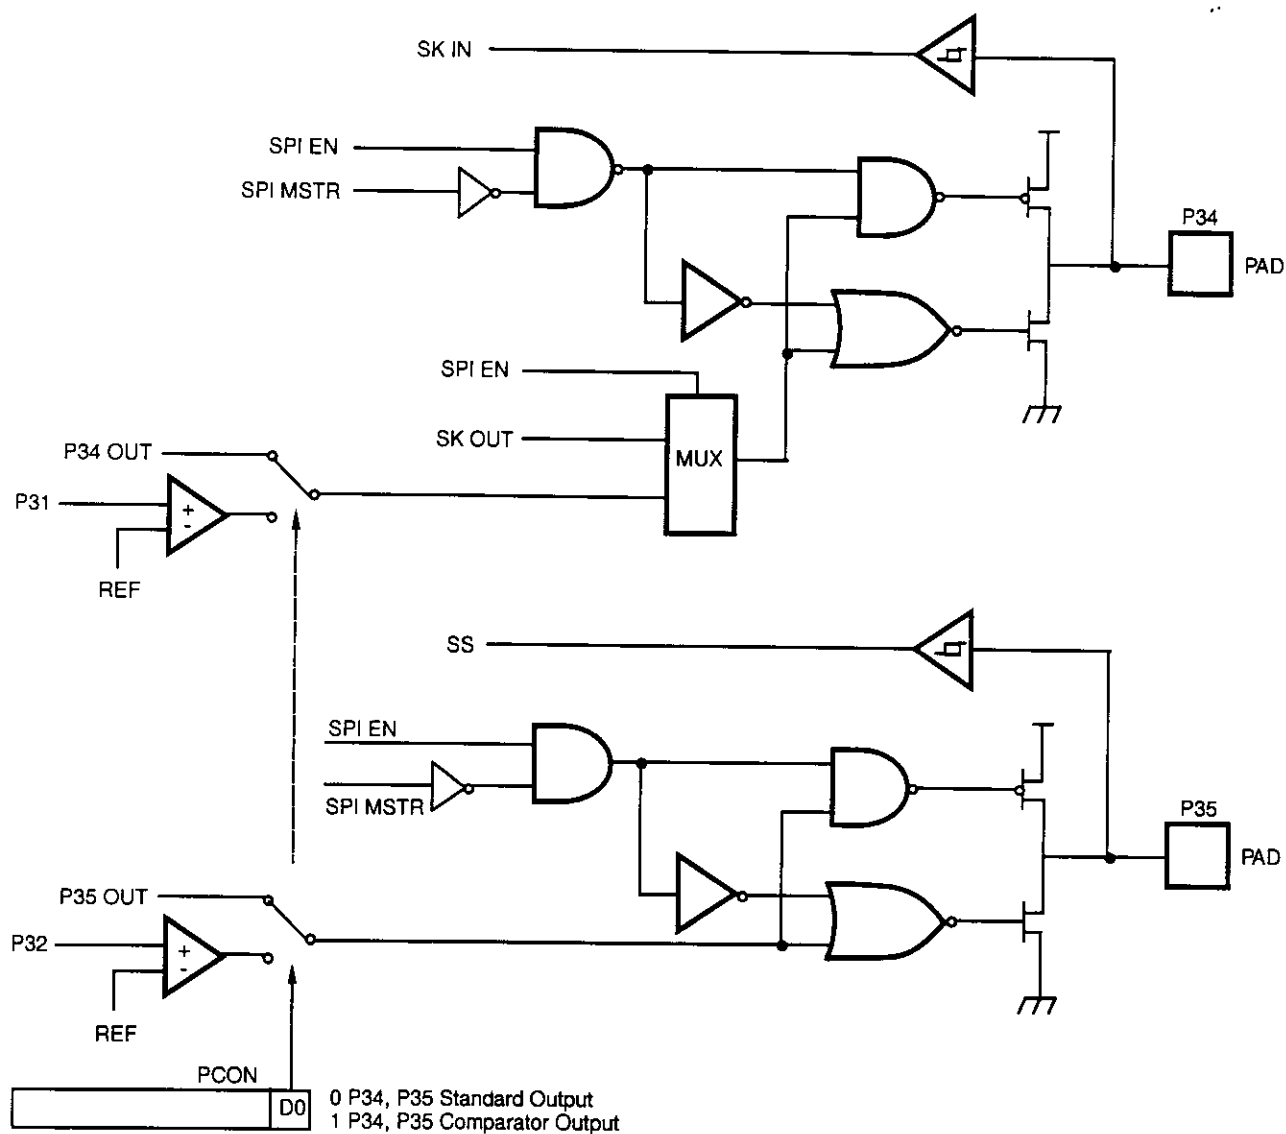 SK IN
SPI EN
SPI MSTR
P34
PAD
SPI EN
SK OUT
MUX
P34 OUT
P31
+
-
REF
SS
SPI EN
SPI MSTR
P35
PAD
P35 OUT
P32
+
-
REF
PCON
D0
0 P34, P35 Standard Output
1 P34, P35 Comparator Output